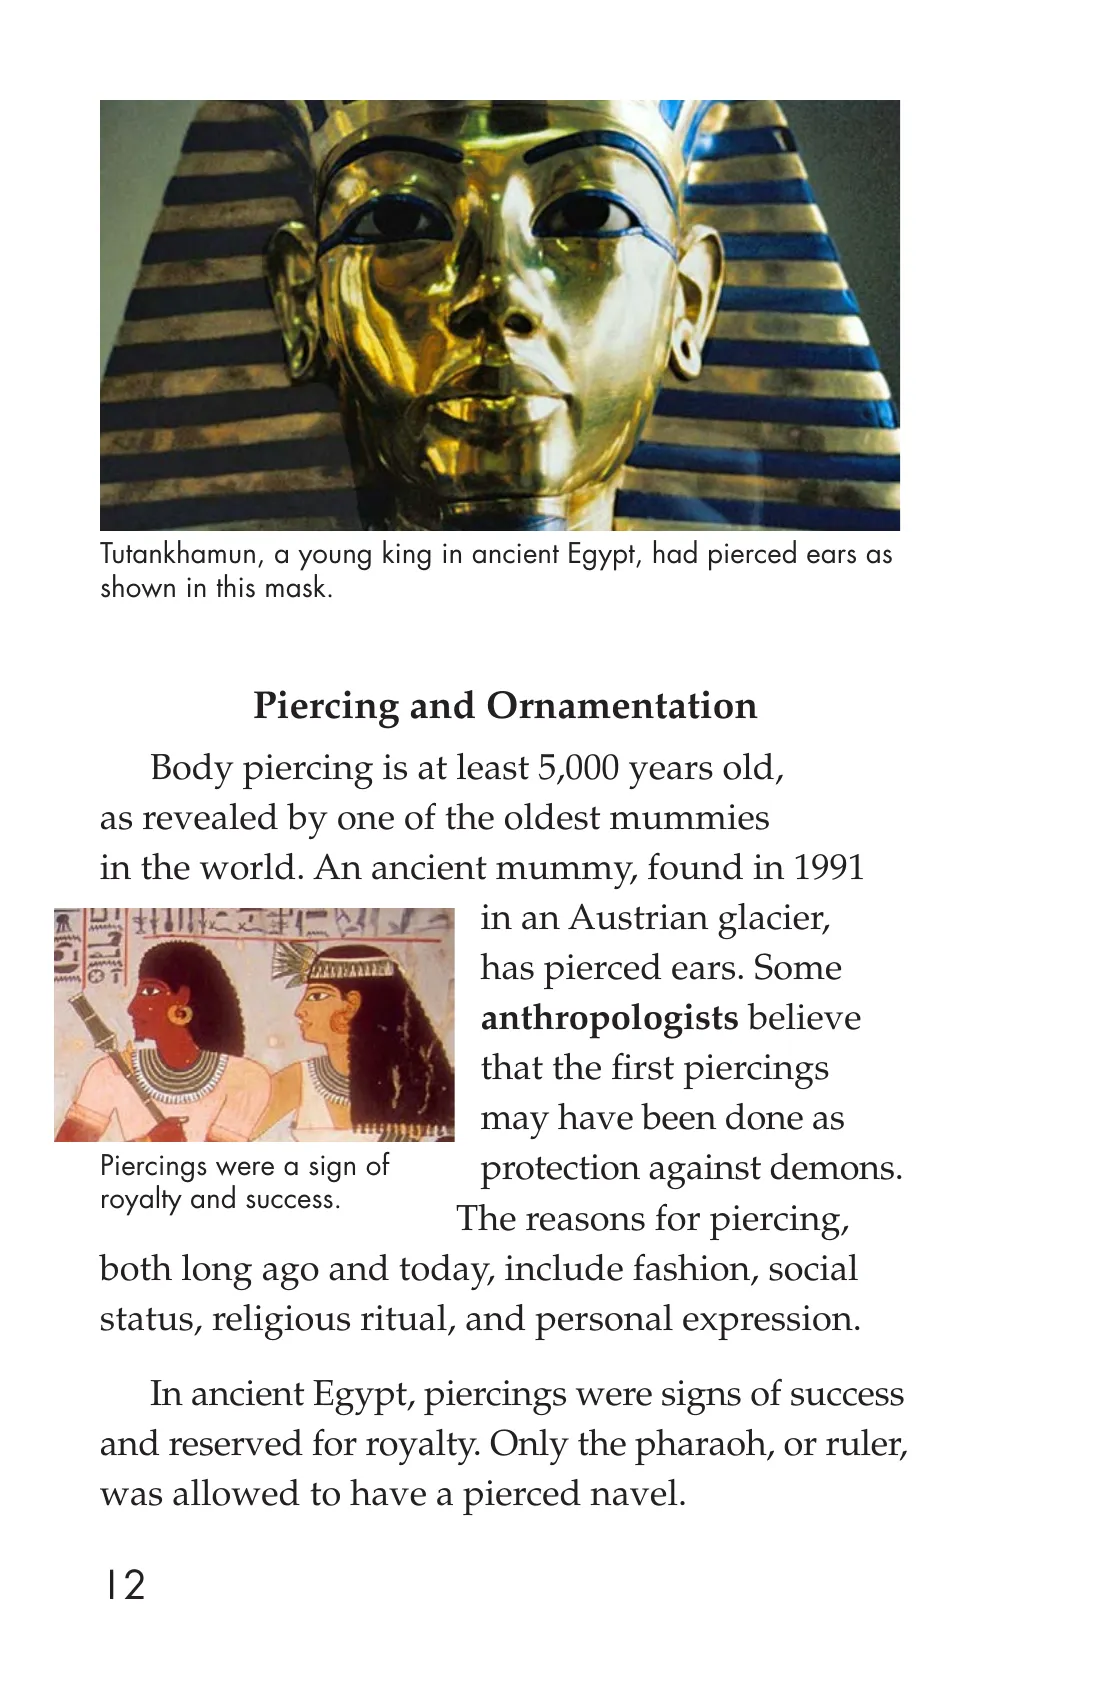 Tutankhamun, a young king in ancient Egypt, had pierced ears as
shown in this mask.
Piercing and Ornamentation
Body piercing is at least 5,000 years old,
as revealed by one of the oldest mummies
in the world. An ancient mummy, found in 1991
in an Austrian glacier,
has pierced ears. Some
anthropologists believe
that the first piercings
may have been done as
protection against demons.
The reasons for piercing,
both long ago and today, include fashion, social
status, religious ritual, and personal expression.
Piercings were a sign of
royalty and success.
In ancient Egypt, piercings were signs of success
and reserved for royalty. Only the pharaoh, or ruler,
was allowed to have a pierced navel.
12